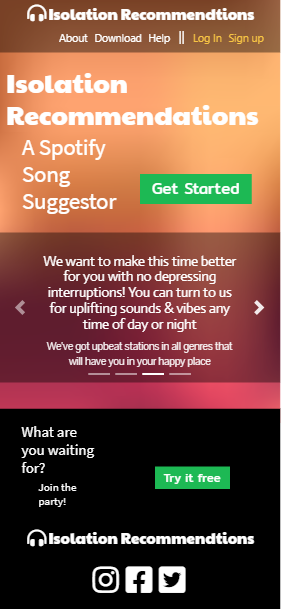 Isolation Recommendtions
About Download Help || Log In Sign up
Isolation
Recommendations
A Spotify
Song
Suggestor
Get Started
We want to make this time better
for you with no depressing
interruptions! You can turn to us
for uplifting sounds & vibes any
time of day or night
We've got upbeat stations in all genres that
will have you in your happy place
What are
you waiting
for?
Join the
party!
Try it free
Isolation Recommendtions